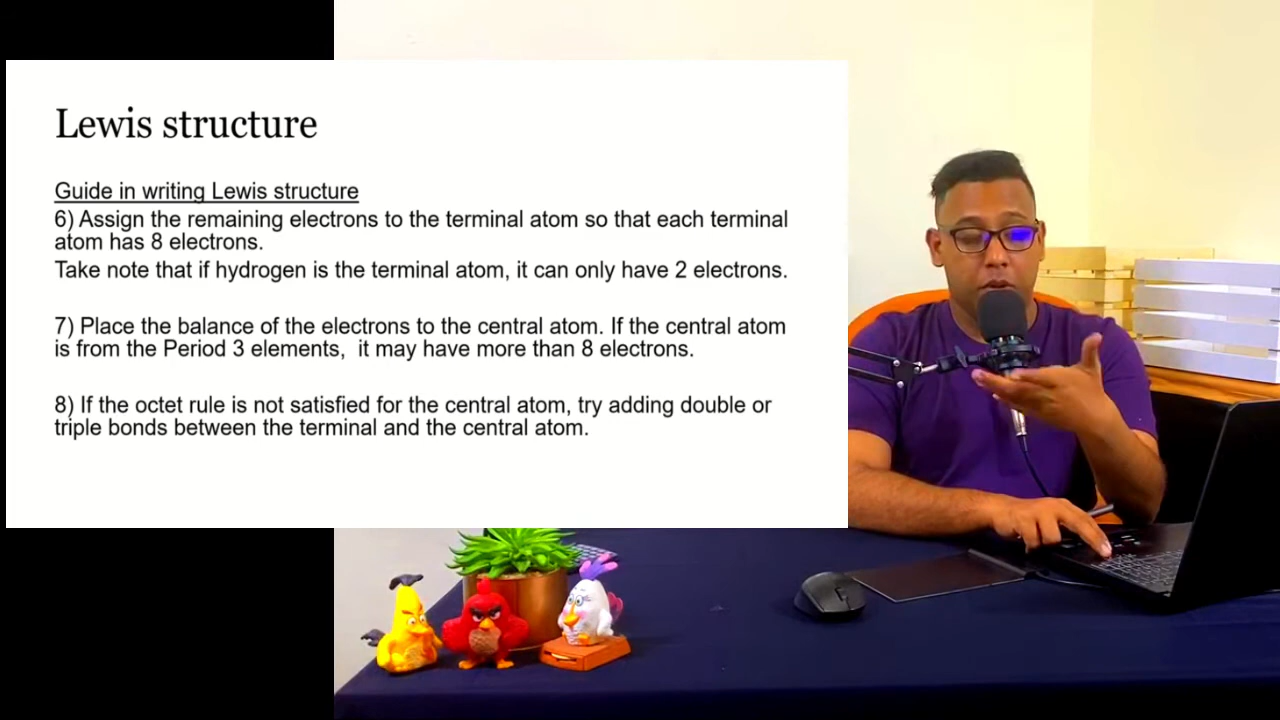 Lewis structure
Guide in writing Lewis structure
6) Assign the remaining electrons to the terminal atom so that each terminal
atom has 8 electrons.
Take note that if hydrogen is the terminal atom, it can only have 2 electrons.
7) Place the balance of the electrons to the central atom. If the central atom
is from the Period 3 elements,  it may have more than 8 electrons.
8) If the octet rule is not satisfied for the central atom, try adding double or
triple bonds between the terminal and the central atom.